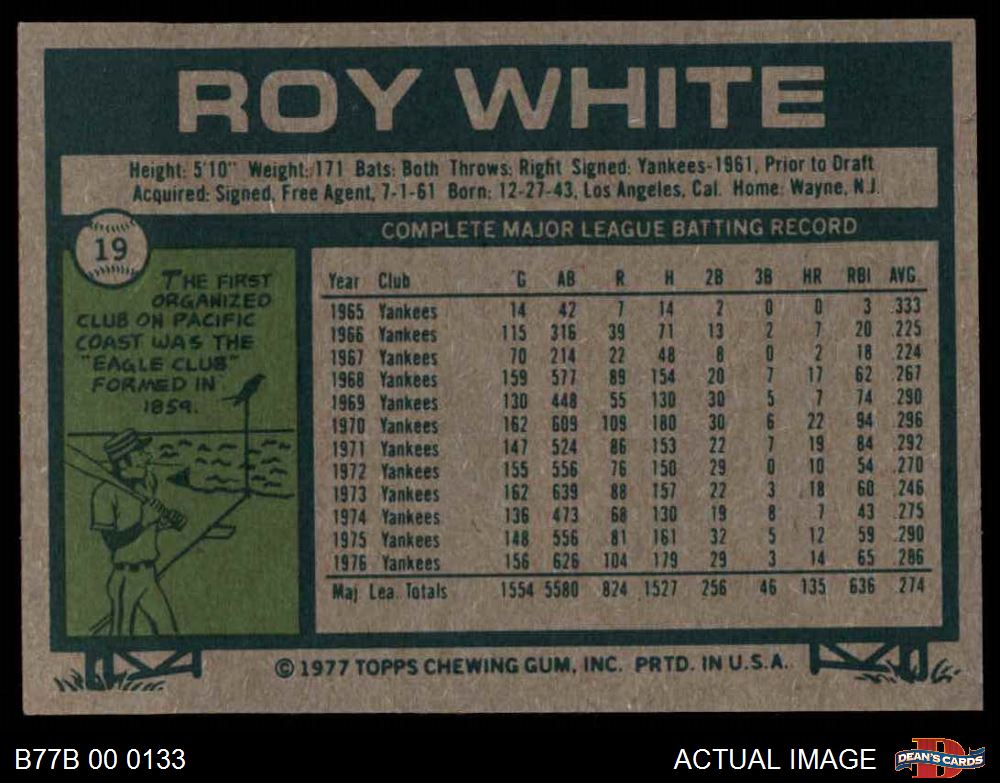 ROY WHITE
Height: 5'10" Weight: 171 Bats: Both Throws: Right Signed: Yankees-1961, Prior to Draft
Acquired: Signed, Free Agent, 7-1-61 Born: 12-27-43, Los Angeles, Cal. Home: Wayne, N.J.
19
THE FIRST
ORGANIZED
CLUB ON PACIFIC
COAST WAS THE
"EAGLE CLUB"
FORMED IN
1859.
COMPLETE MAJOR LEAGUE BATTING RECORD
Year Club G AB R H 2B 3B HR RBI AVG.
1965 Yankees 14 42 7 14 2 0 0 3 .333
1966 Yankees 115 316 39 71 13 2 7 20 .225
1967 Yankees 70 214 22 48 8 0 2 18 .224
1968 Yankees 159 577 89 154 20 7 17 62 .267
1969 Yankees 130 448 55 130 30 5 7 74 .290
1970 Yankees 162 609 109 180 30 6 22 94 .296
1971 Yankees 147 524 86 153 22 7 19 84 .292
1972 Yankees 155 556 76 150 29 0 10 54 .270
1973 Yankees 162 639 88 157 22 3 18 60 .246
1974 Yankees 136 473 68 130 19 8 7 43 .275
1975 Yankees 148 556 81 161 32 5 12 59 .290
1976 Yankees 156 626 104 179 29 3 14 65 .286
Maj. Lea. Totals 1554 5580 824 1527 256 46 135 636 .274
© 1977 TOPPS CHEWING GUM, INC. PRTD. IN U.S.A.
B77B 00 0133
ACTUAL IMAGE
D
DEAN'S CARDS